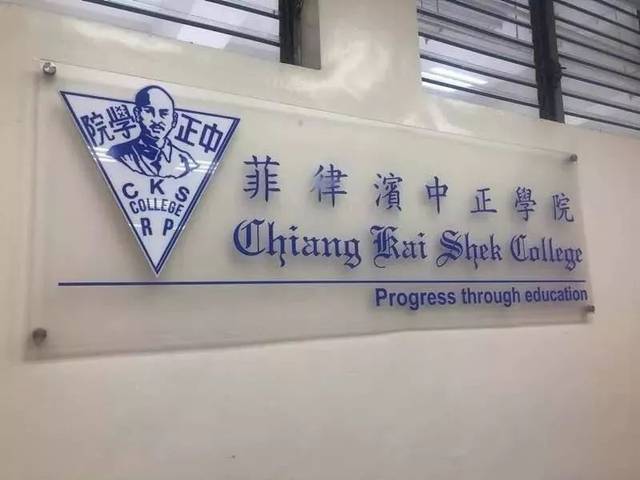 中正學院
CKS
COLLEGE
RP
菲律濱中正學院
Chiang Kai Shek College
Progress through education